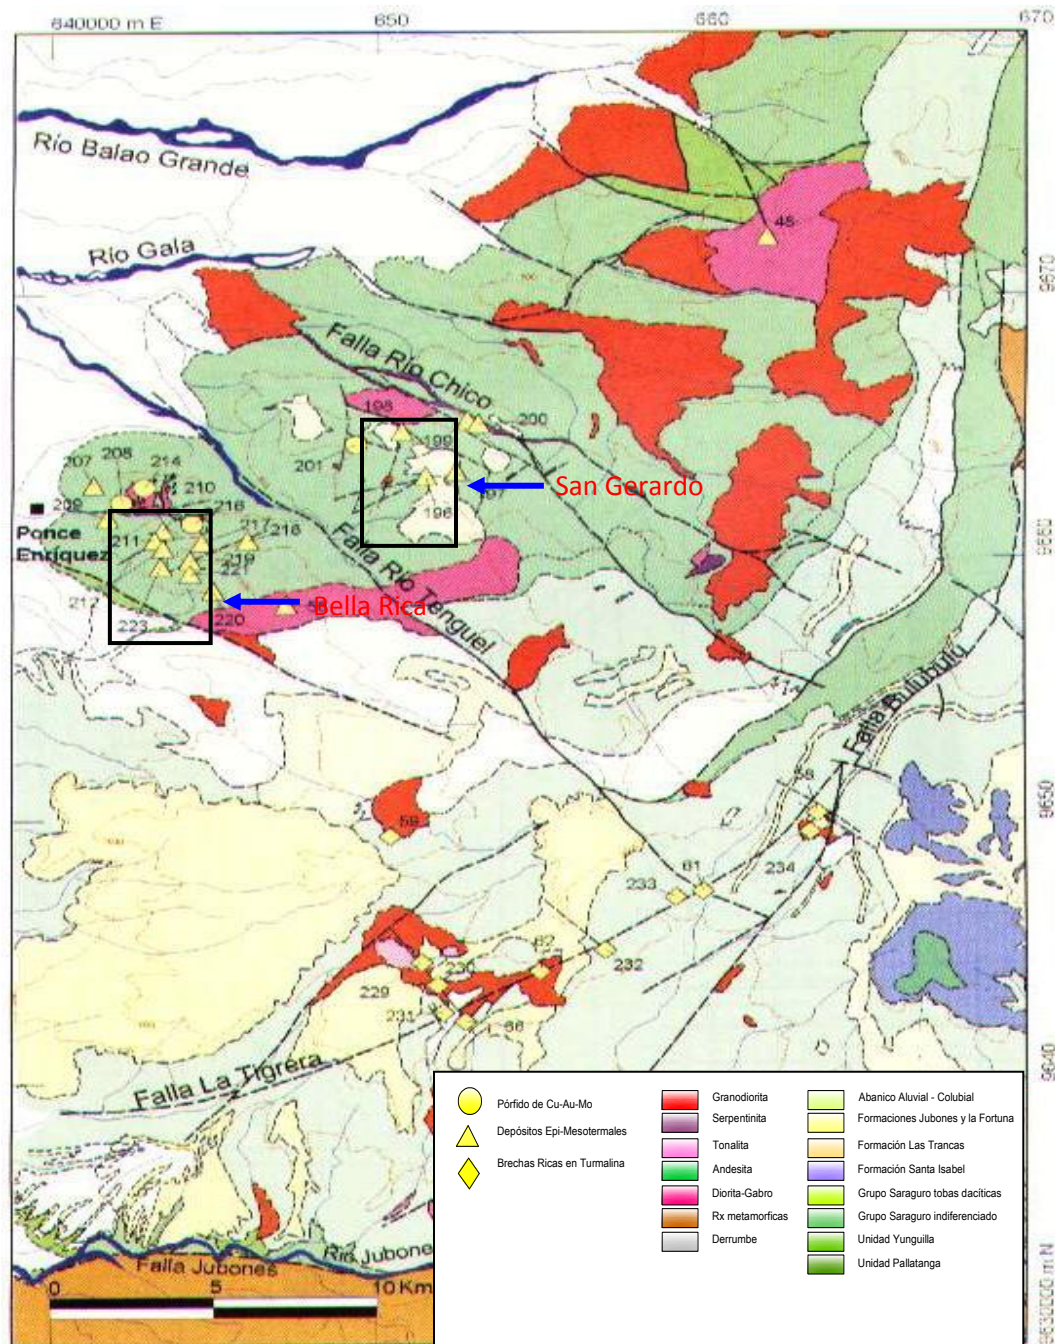 640000 m E
650
660
670
Río Balao Grande
Río Gala
48
9670
Falla Río Chico
198
200
199
201
197
San Gerardo
196
207
208
214
210
209
216
Ponce
Enríquez
211
217
218
219
221
9660
Falla Río Tenguel
212
Bella Rica
220
223
Falla Bulubulu
59
9650
234
61
233
62
232
230
229
231
66
Falla La Tigrera
9640
Pórfido de Cu-Au-Mo
Depósitos Epi-Mesotermales
Brechas Ricas en Turmalina
Granodiorita
Serpentinita
Tonalita
Andesita
Diorita-Gabro
Rx metamorficas
Derrumbe
Abanico Aluvial - Colubial
Formaciones Jubones y la Fortuna
Formación Las Trancas
Formación Santa Isabel
Grupo Saraguro tobas dacíticas
Grupo Saraguro indiferenciado
Unidad Yunguilla
Unidad Pallatanga
Río Jubone
Falla Jubones
0
5
10 Km
9630000 m N